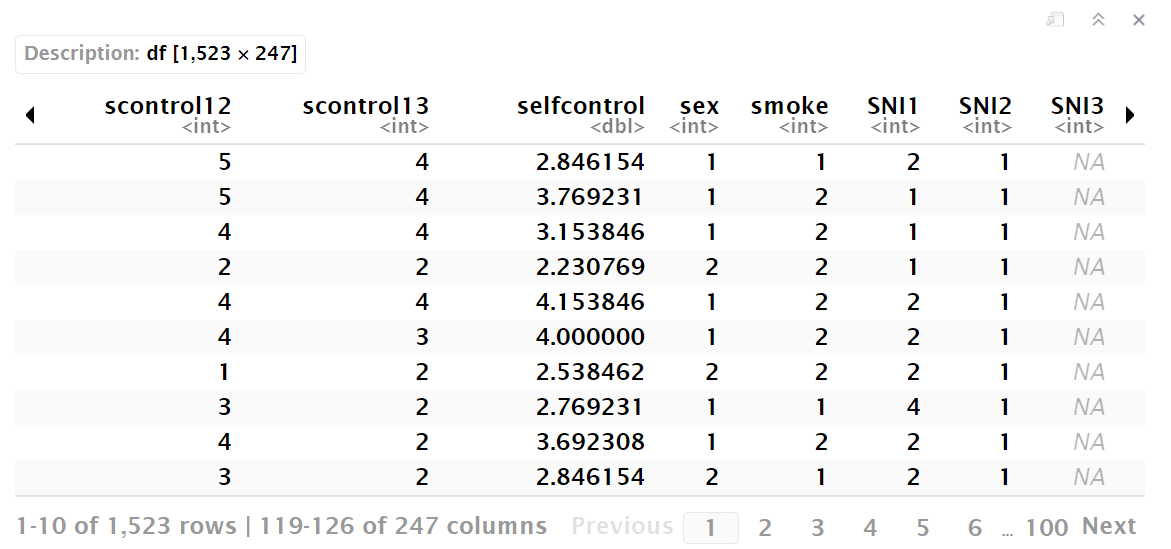 Description: df [1,523 × 247]
scontrol12 scontrol13 selfcontrol sex smoke SNI1 SNI2 SNI3
<int> <int> <dbl> <int> <int> <int> <int> <int>
5 4 2.846154 1 1 2 1 NA
5 4 3.769231 1 2 1 1 NA
4 4 3.153846 1 2 1 1 NA
2 2 2.230769 2 2 1 1 NA
4 4 4.153846 1 2 2 1 NA
4 3 4.000000 1 2 2 1 NA
1 2 2.538462 2 2 2 1 NA
3 2 2.769231 1 1 4 1 NA
4 2 3.692308 1 2 2 1 NA
3 2 2.846154 2 1 2 1 NA
1-10 of 1,523 rows | 119-126 of 247 columns Previous 1 2 3 4 5 6 ... 100 Next